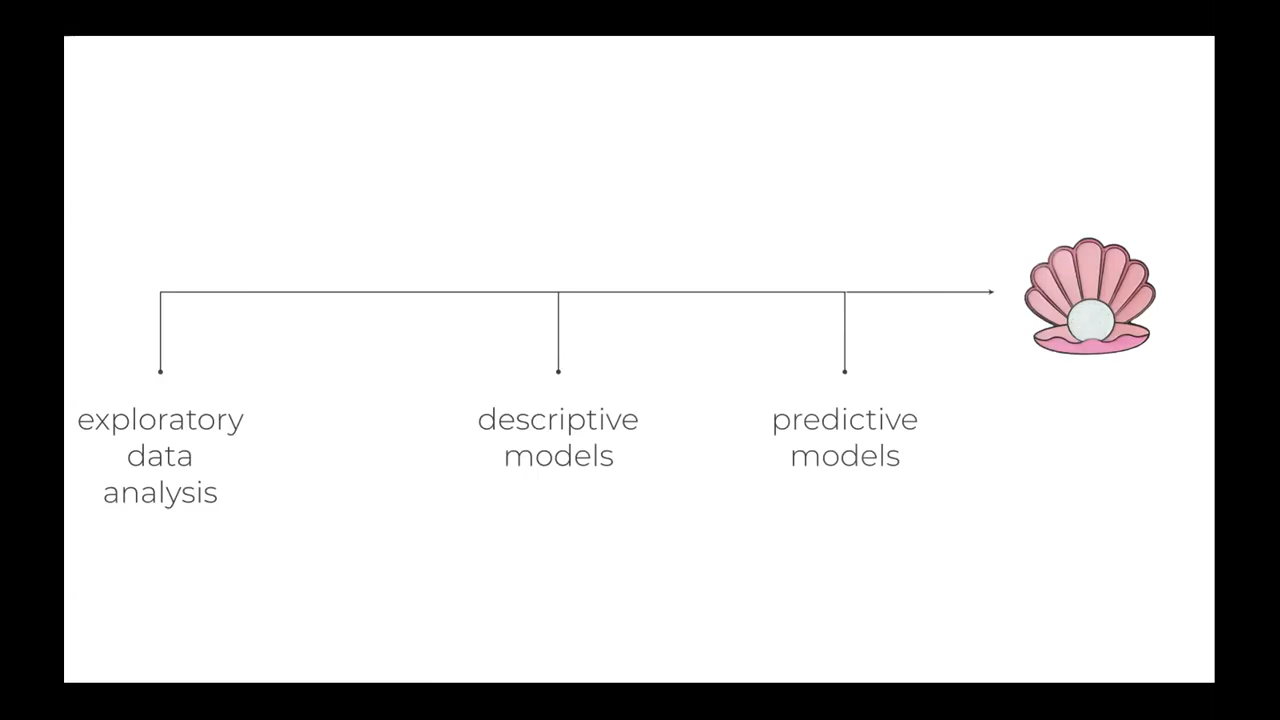 exploratory
data
analysis
descriptive
models
predictive
models